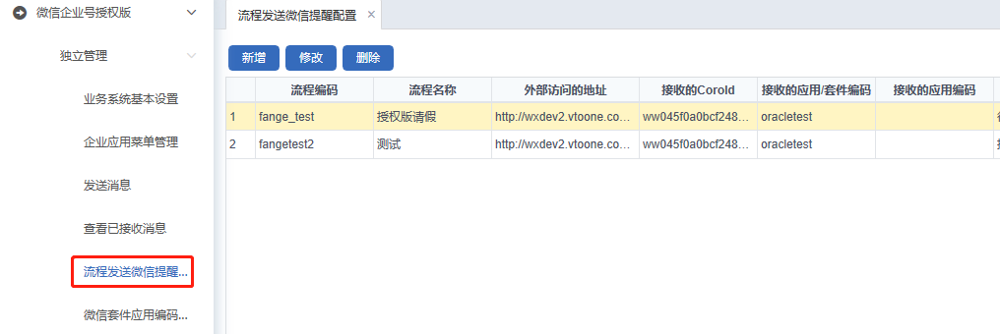 微信企业号授权版
独立管理
业务系统基本设置
企业应用菜单管理
发送消息
查看已接收消息
流程发送微信提醒...
微信套件应用编码...
流程发送微信提醒配置 ×
新增 修改 删除
流程编码 流程名称 外部访问的地址 接收的CoroId 接收的应用/套件编码 接收的应用编码
1 fange_test 授权版请假 http://wxdev2.vtoone.co... ww045f0a0bcf248... oracletest
2 fangetest2 测试 http://wxdev2.vtoone.co... ww045f0a0bcf248... oracletest